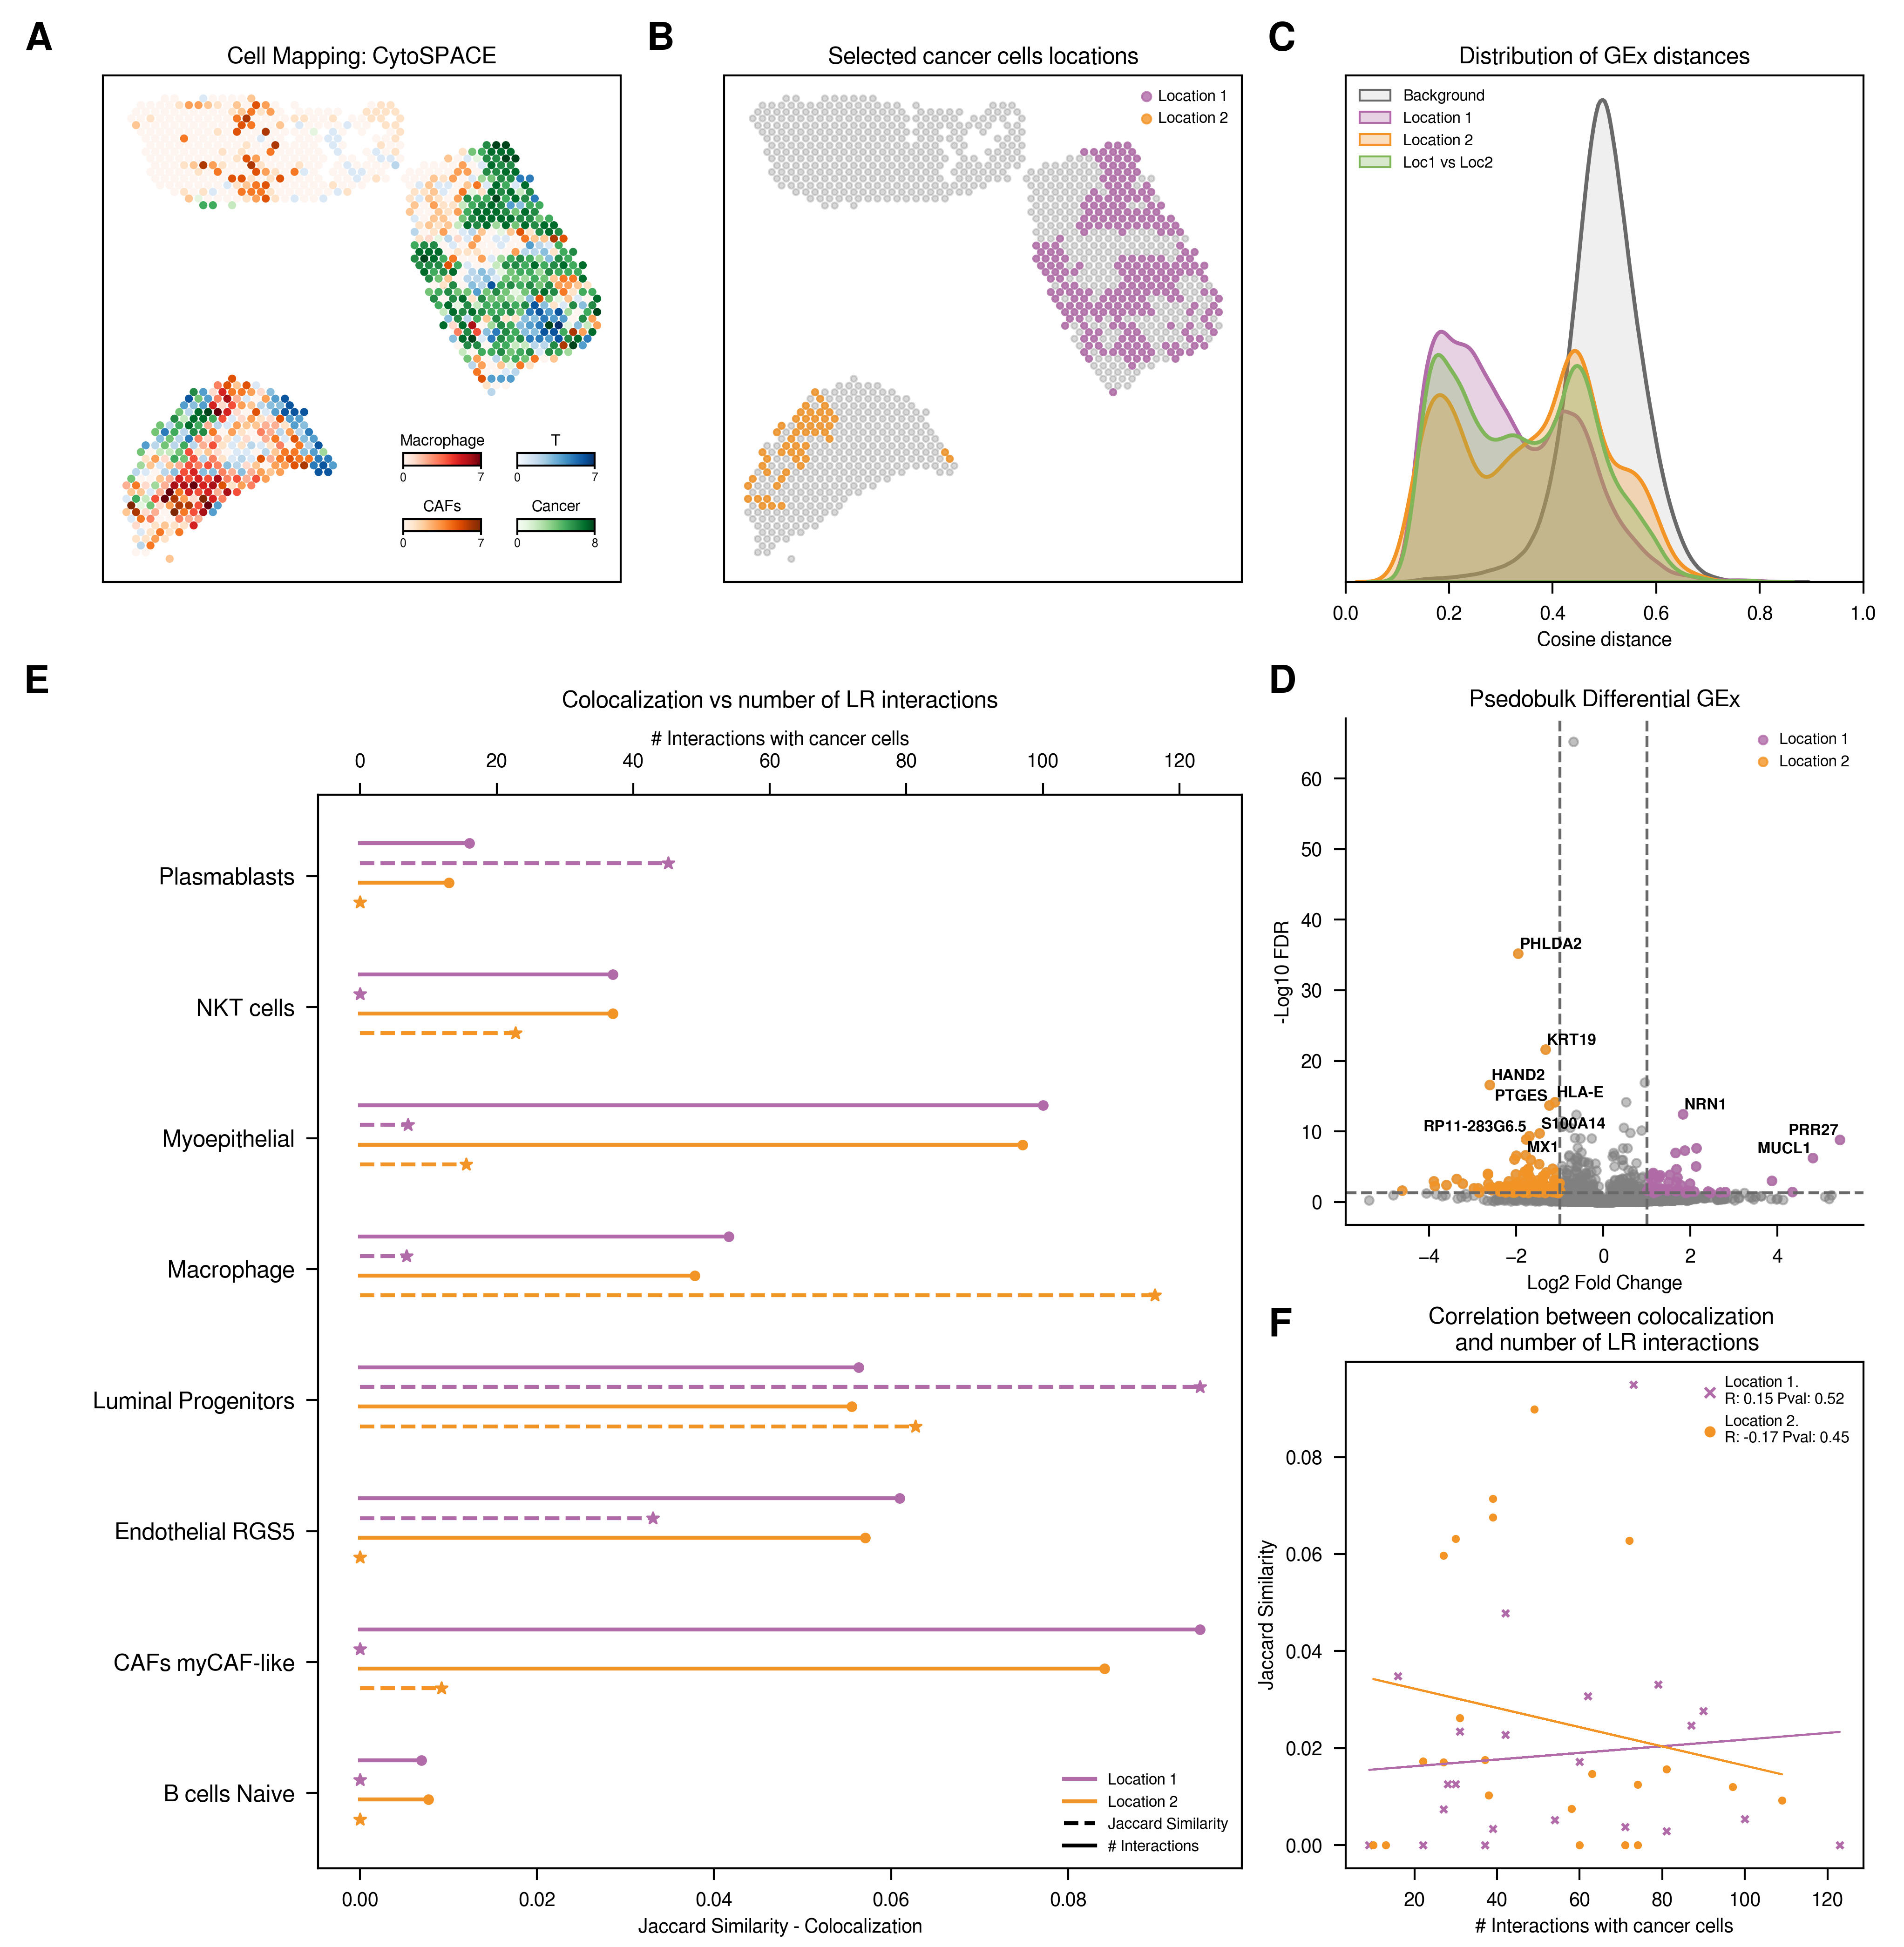 A
Cell Mapping: CytoSPACE
Macrophage
0 7
T
0 7
CAFs
0 7
Cancer
0 8
B
Selected cancer cells locations
Location 1
Location 2
C
Distribution of GEx distances
Background
Location 1
Location 2
Loc1 vs Loc2
0.0 0.2 0.4 0.6 0.8 1.0
Cosine distance
E
Colocalization vs number of LR interactions
# Interactions with cancer cells
0 20 40 60 80 100 120
Plasmablasts
NKT cells
Myoepithelial
Macrophage
Luminal Progenitors
Endothelial RGS5
CAFs myCAF-like
B cells Naive
Location 1
Location 2
Jaccard Similarity
# Interactions
0.00 0.02 0.04 0.06 0.08
Jaccard Similarity - Colocalization
D
Psedobulk Differential GEx
Location 1
Location 2
-Log10 FDR
60
50
40
30
20
10
0
PHLDA2
KRT19
HAND2
PTGES
HLA-E
RP11-283G6.5
S100A14
MX1
NRN1
PRR27
MUCL1
−4 −2 0 2 4
Log2 Fold Change
F
Correlation between colocalization
and number of LR interactions
Location 1.
R: 0.15 Pval: 0.52
Location 2.
R: -0.17 Pval: 0.45
Jaccard Similarity
0.08
0.06
0.04
0.02
0.00
20 40 60 80 100 120
# Interactions with cancer cells